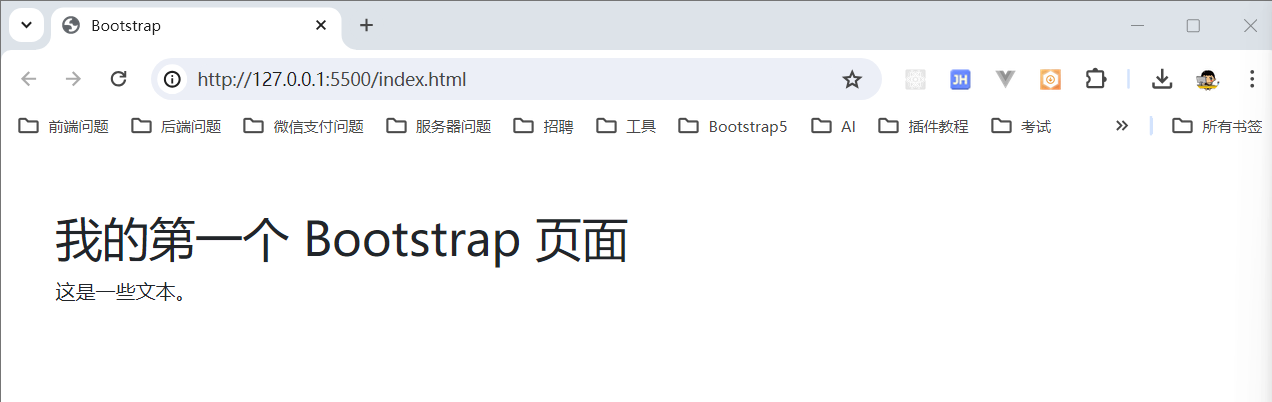 Bootstrap
http://127.0.0.1:5500/index.html
JH
前端问题 后端问题 微信支付问题 服务器问题 招聘 工具 Bootstrap5 AI 插件教程 考试 所有书签
我的第一个 Bootstrap 页面
这是一些文本。